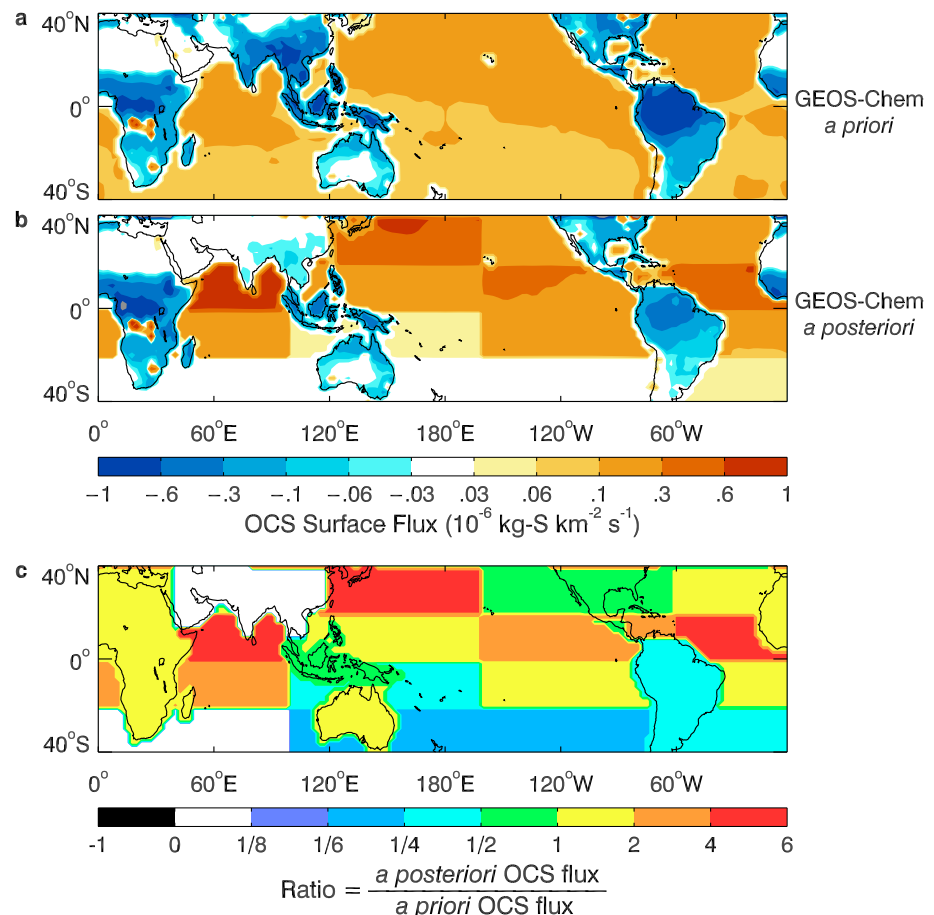 a
40°N
0°
40°S
GEOS-Chem
a priori
b
40°N
0°
40°S
GEOS-Chem
a posteriori
0° 60°E 120°E 180°E 120°W 60°W
−1 −.6 −.3 −.1 −.06 −.03 .03 .06 .1 .3 .6 1
OCS Surface Flux (10⁻⁶ kg-S km⁻² s⁻¹)
c
40°N
0°
40°S
0° 60°E 120°E 180°E 120°W 60°W
-1 0 1/8 1/6 1/4 1/2 1 2 4 6
a posteriori OCS flux
Ratio =
a priori OCS flux